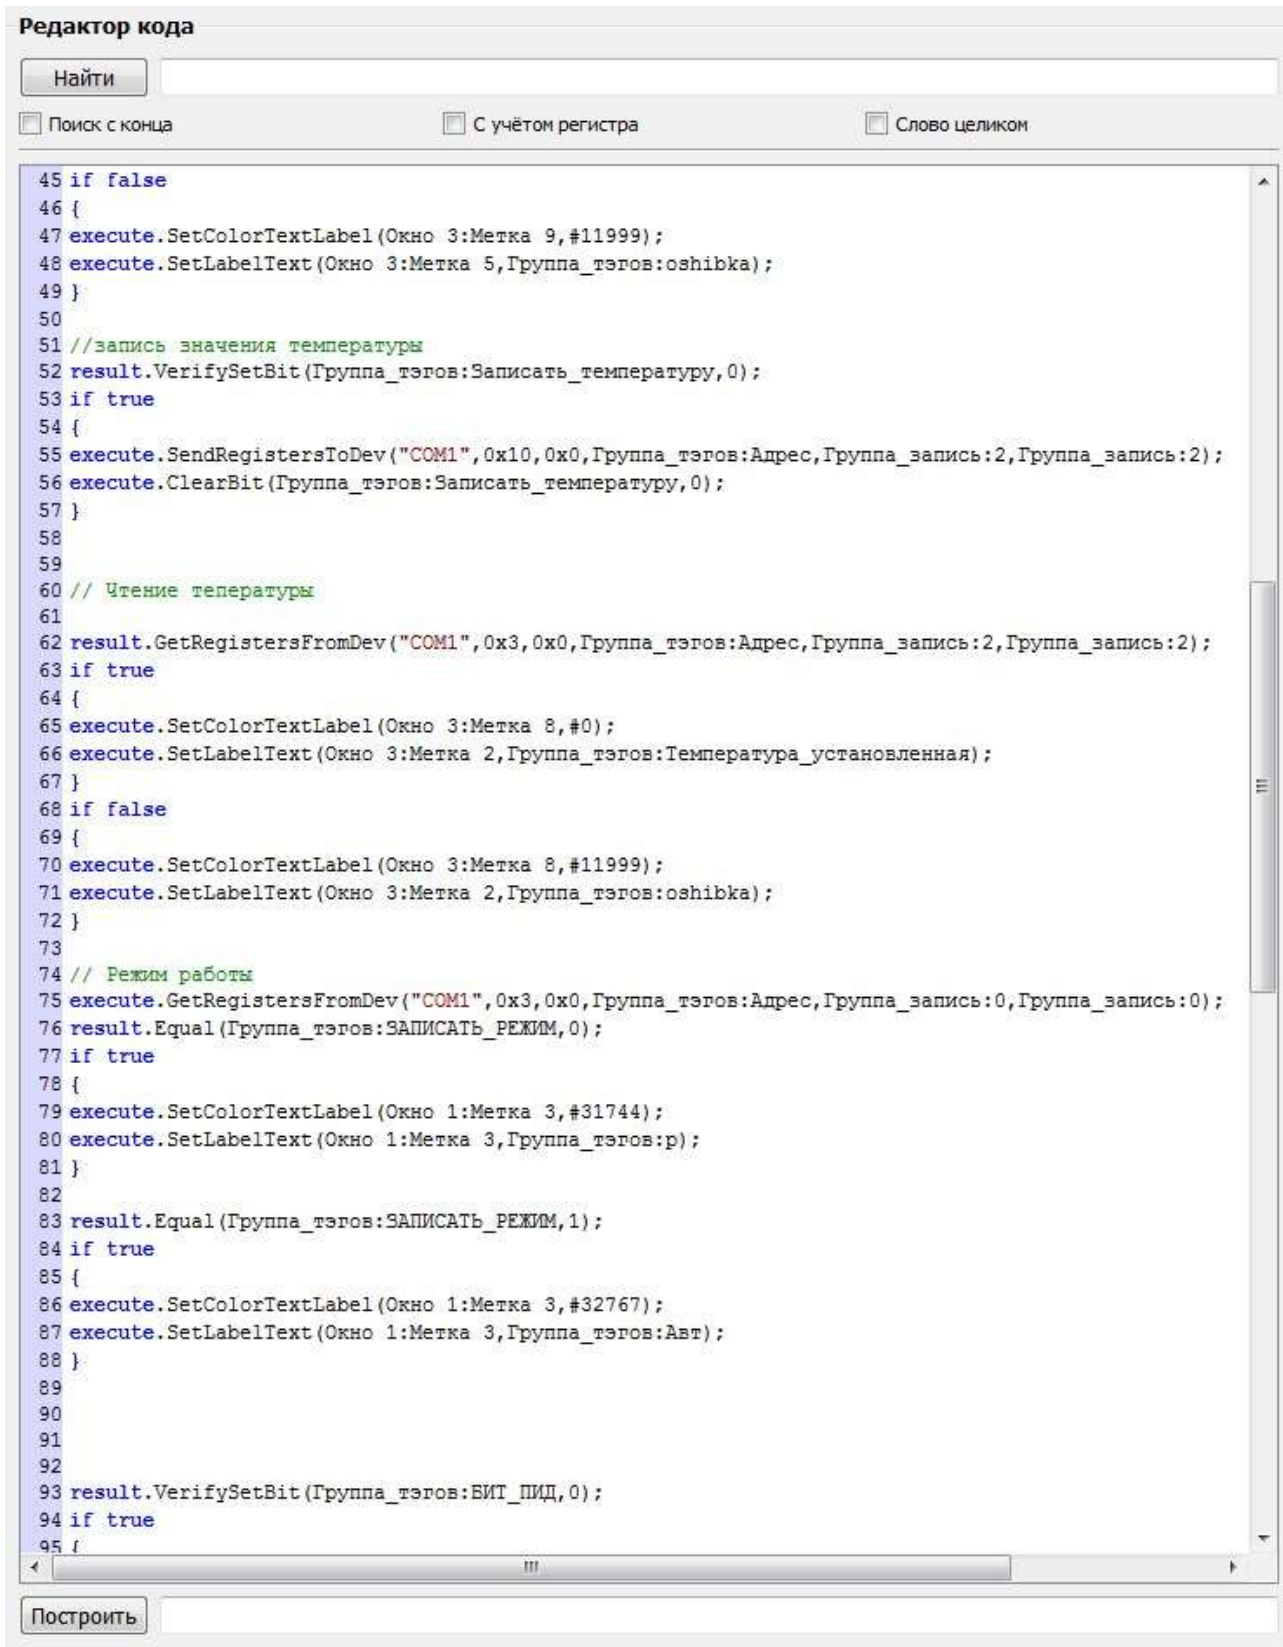 Редактор кода
Найти
Поиск с конца С учётом регистра Слово целиком
45 if false
46 {
47 execute.SetColorTextLabel(Окно 3:Метка 9,#11999);
48 execute.SetLabelText(Окно 3:Метка 5,Группа_тэгов:oshibka);
49 }
50
51 //запись значения температуры
52 result.VerifySetBit(Группа_тэгов:Записать_температуру,0);
53 if true
54 {
55 execute.SendRegistersToDev("COM1",0x10,0x0,Группа_тэгов:Адрес,Группа_запись:2,Группа_запись:2);
56 execute.ClearBit(Группа_тэгов:Записать_температуру,0);
57 }
58
59
60 // Чтение тепературы
61
62 result.GetRegistersFromDev("COM1",0x3,0x0,Группа_тэгов:Адрес,Группа_запись:2,Группа_запись:2);
63 if true
64 {
65 execute.SetColorTextLabel(Окно 3:Метка 8,#0);
66 execute.SetLabelText(Окно 3:Метка 2,Группа_тэгов:Температура_установленная);
67 }
68 if false
69 {
70 execute.SetColorTextLabel(Окно 3:Метка 8,#11999);
71 execute.SetLabelText(Окно 3:Метка 2,Группа_тэгов:oshibka);
72 }
73
74 // Режим работы
75 execute.GetRegistersFromDev("COM1",0x3,0x0,Группа_тэгов:Адрес,Группа_запись:0,Группа_запись:0);
76 result.Equal(Группа_тэгов:ЗАПИСАТЬ_РЕЖИМ,0);
77 if true
78 {
79 execute.SetColorTextLabel(Окно 1:Метка 3,#31744);
80 execute.SetLabelText(Окно 1:Метка 3,Группа_тэгов:р);
81 }
82
83 result.Equal(Группа_тэгов:ЗАПИСАТЬ_РЕЖИМ,1);
84 if true
85 {
86 execute.SetColorTextLabel(Окно 1:Метка 3,#32767);
87 execute.SetLabelText(Окно 1:Метка 3,Группа_тэгов:Авт);
88 }
89
90
91
92
93 result.VerifySetBit(Группа_тэгов:БИТ_ПИД,0);
94 if true
95 {
Построить